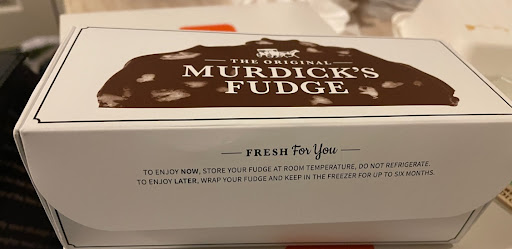 THE ORIGINAL
MURDICK'S
FUDGE
FRESH For You
TO ENJOY NOW, STORE YOUR FUDGE AT ROOM TEMPERATURE, DO NOT REFRIGERATE.
TO ENJOY LATER, WRAP YOUR FUDGE AND KEEP IN THE FREEZER FOR UP TO SIX MONTHS.